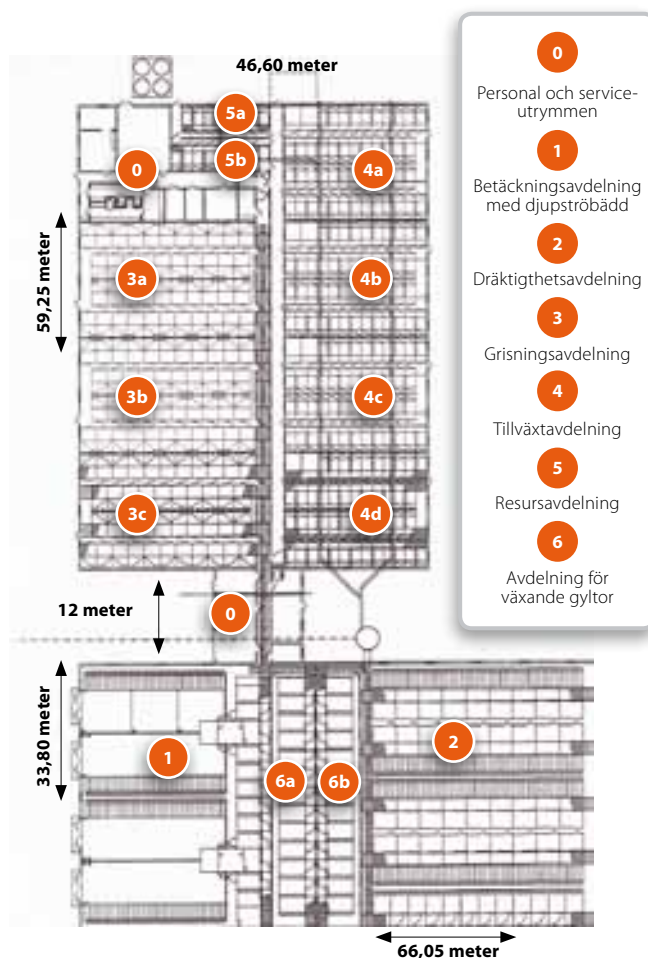 46,60 meter
5a
5b
0
4a
59,25 meter
3a
4b
3b
4c
3c
4d
12 meter
0
33,80 meter
1
2
6a
6b
66,05 meter
0
Personal och service-
utrymmen
1
Betäckningsavdelning
med djupströbädd
2
Dräktigthetsavdelning
3
Grisningsavdelning
4
Tillväxtavdelning
5
Resursavdelning
6
Avdelning för
växande gyltor